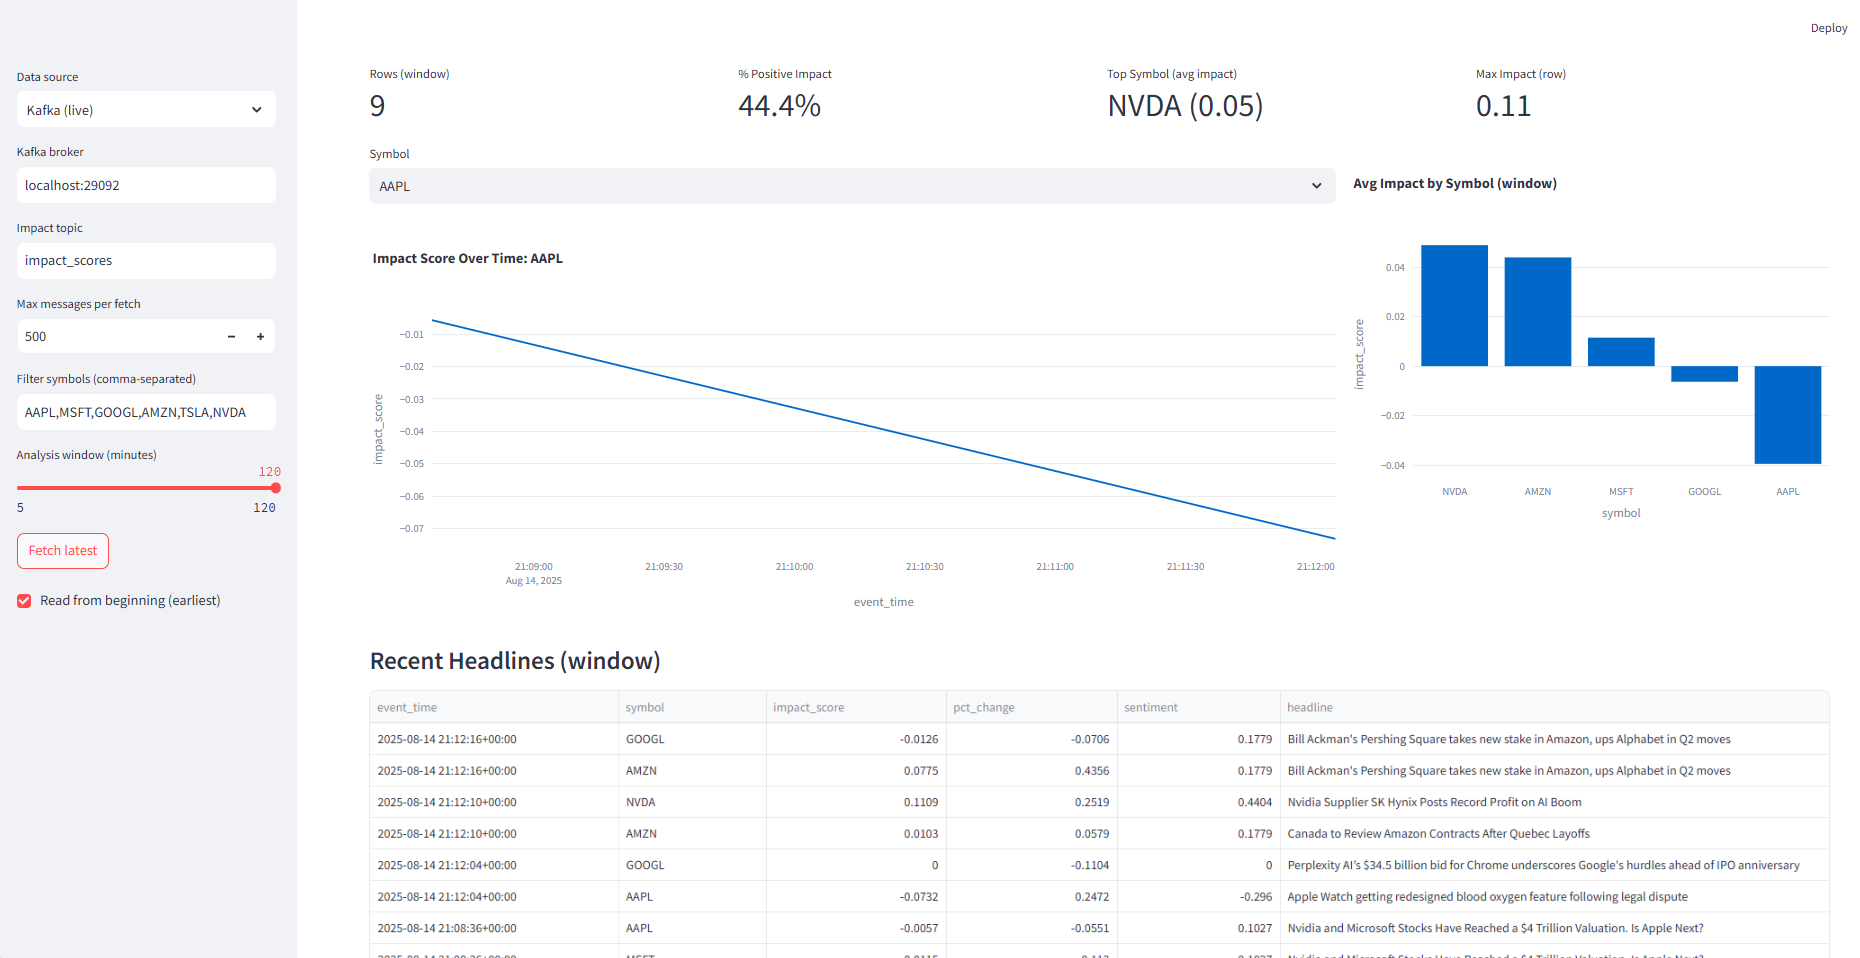 Deploy
Data source
Kafka (live)
Kafka broker
localhost:29092
Impact topic
impact_scores
Max messages per fetch
500 − +
Filter symbols (comma-separated)
AAPL,MSFT,GOOGL,AMZN,TSLA,NVDA
Analysis window (minutes)
120
5 120
Fetch latest
Read from beginning (earliest)
Rows (window)
9
% Positive Impact
44.4%
Top Symbol (avg impact)
NVDA (0.05)
Max Impact (row)
0.11
Symbol
AAPL
Impact Score Over Time: AAPL
impact_score
−0.01
−0.02
−0.03
−0.04
−0.05
−0.06
−0.07
21:09:00 21:09:30 21:10:00 21:10:30 21:11:00 21:11:30 21:12:00
Aug 14, 2025
event_time
Avg Impact by Symbol (window)
impact_score
0.04
0.02
0
−0.02
−0.04
NVDA AMZN MSFT GOOGL AAPL
symbol
Recent Headlines (window)
event_time symbol impact_score pct_change sentiment headline
2025-08-14 21:12:16+00:00 GOOGL -0.0126 -0.0706 0.1779 Bill Ackman's Pershing Square takes new stake in Amazon, ups Alphabet in Q2 moves
2025-08-14 21:12:16+00:00 AMZN 0.0775 0.4356 0.1779 Bill Ackman's Pershing Square takes new stake in Amazon, ups Alphabet in Q2 moves
2025-08-14 21:12:10+00:00 NVDA 0.1109 0.2519 0.4404 Nvidia Supplier SK Hynix Posts Record Profit on AI Boom
2025-08-14 21:12:10+00:00 AMZN 0.0103 0.0579 0.1779 Canada to Review Amazon Contracts After Quebec Layoffs
2025-08-14 21:12:04+00:00 GOOGL 0 -0.1104 0 Perplexity AI's $34.5 billion bid for Chrome underscores Google's hurdles ahead of IPO anniversary
2025-08-14 21:12:04+00:00 AAPL -0.0732 0.2472 -0.296 Apple Watch getting redesigned blood oxygen feature following legal dispute
2025-08-14 21:08:36+00:00 AAPL -0.0057 -0.0551 0.1027 Nvidia and Microsoft Stocks Have Reached a $4 Trillion Valuation. Is Apple Next?